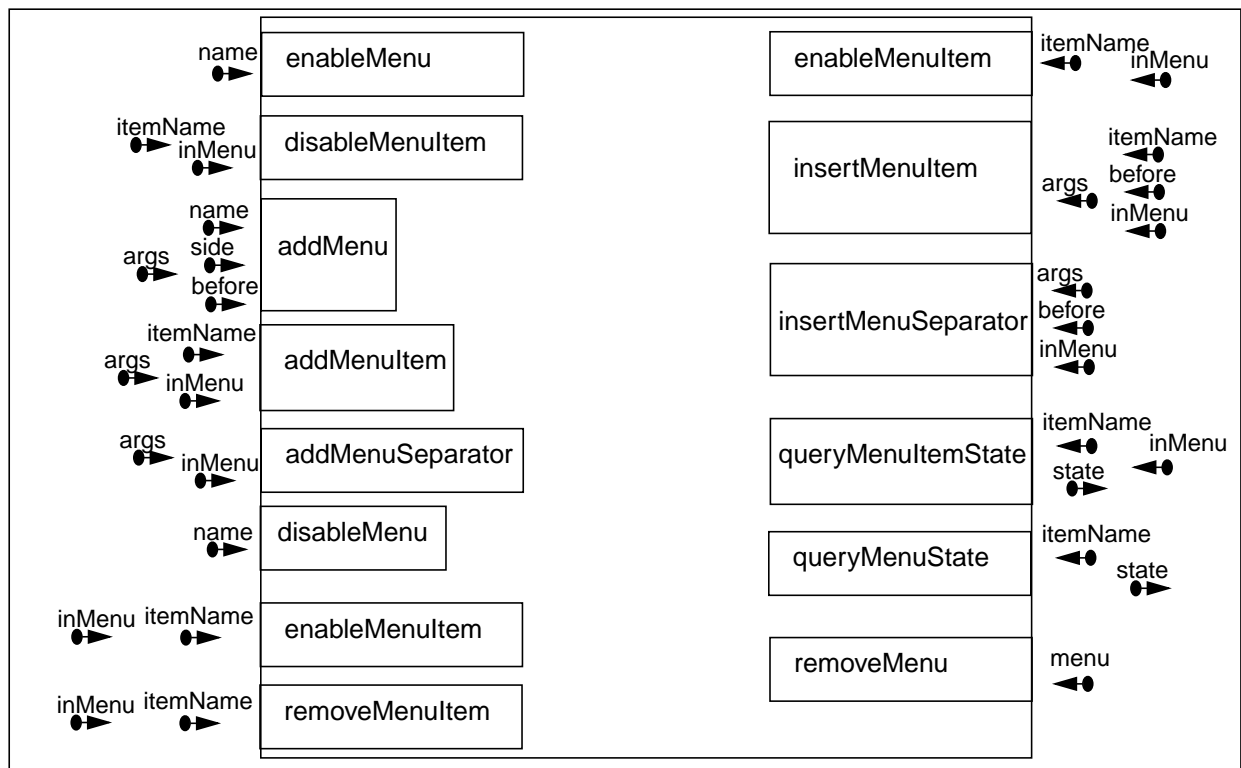 name
enableMenu
itemName
inMenu
disableMenuItem
name
args
side
before
addMenu
itemName
args
inMenu
addMenuItem
args
inMenu
addMenuSeparator
name
disableMenu
inMenu
itemName
enableMenuItem
inMenu
itemName
removeMenuItem
enableMenuItem
itemName
inMenu
insertMenuItem
itemName
args
before
inMenu
insertMenuSeparator
args
before
inMenu
queryMenuItemState
itemName
inMenu
state
queryMenuState
itemName
state
removeMenu
menu